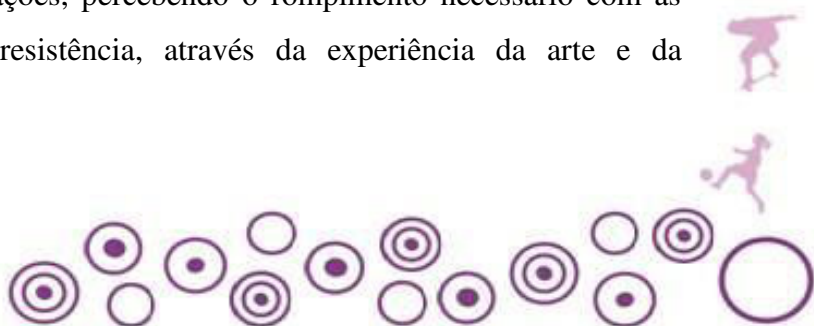 ações, percebendo o rompimento necessário com as
resistência, através da experiência da arte e da